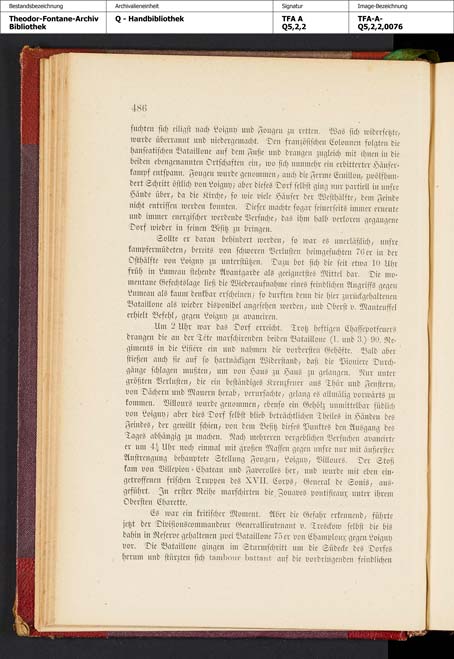 Bestandsbezeichnung
Archivalieneinheit
Signatur
Image-Bezeichnung
Theodor-Fontane-Archiv
Bibliothek
Q - Handbibliothek
TFA A
Q5,2,2
TFA-A-
Q5,2,2,0076
486
suchten sich eiligst nach Loigny und Fougeu zu retten. Was sich widersetzte,
wurde überrannt und niedergemacht. Den französischen Colonnen folgten die
hanseatischen Bataillone auf dem Fuße und drangen zugleich mit ihnen in die
beiden ebengenannten Ortschaften ein, wo sich nunmehr ein erbitterter Häuser-
kampf entspann. Fougeu wurde genommen, auch die Ferme Ecuillon, zwölfhun-
dert Schritt östlich von Loigny; aber dieses Dorf selbst ging nur partiell in unsre
Hände über, da die Kirche, so wie viele Häuser der Westhälfte, dem Feinde
nicht entrissen werden konnten. Dieser machte sogar seinerseits immer erneute
und immer energischer werdende Versuche, das ihm halb verloren gegangene
Dorf wieder in seinen Besitz zu bringen.
Sollte er daran behindert werden, so war es unerläßlich, unsre
kampfermüdeten, bereits von schweren Verlusten heimgesuchten 76er in der
Osthälfte von Loigny zu unterstützen. Dazu bot sich die seit etwa 10 Uhr
früh in Lumeau stehende Avantgarde als geeignetstes Mittel dar. Die mo-
mentane Gefechtslage ließ die Wiederaufnahme eines feindlichen Angriffs gegen
Lumeau als kaum denkbar erscheinen; so durften denn die hier zurückgehaltenen
Bataillone als wieder disponibel angesehen werden, und Oberst v. Manteuffel
erhielt Befehl, gegen Loigny zu avanciren.
Um 2 Uhr war das Dorf erreicht. Trotz heftigen Chassepotfeuers
drangen die an der Tête marschirenden beiden Bataillone (1. und 3.) 90. Re-
giments in die Lisière ein und nahmen die vordersten Gehöfte. Bald aber
stießen auch sie auf so hartnäckigen Widerstand, daß die Pioniere Durch-
gänge schlagen mußten, um von Haus zu Haus zu gelangen. Nur unter
größten Verlusten, die ein beständiges Kreuzfeuer aus Thür und Fenstern,
von Dächern und Mauern herab, verursachte, gelang es allmälig vorwärts zu
kommen. Villours wurde genommen, ebenso ein Gehölz unmittelbar südlich
von Loigny; aber dies Dorf selbst blieb beträchtlichen Theils in Händen des
Feindes, der gewillt schien, von dem Besitz dieses Punktes den Ausgang des
Tages abhängig zu machen. Nach mehreren vergeblichen Versuchen avancirte
er um 4½ Uhr noch einmal mit großen Massen gegen unsre nur mit äußerster
Anstrengung behauptete Stellung Fougeu, Loigny, Villours. Der Stoß
kam von Villepion-Chateau und Faverolles her, und wurde mit eben ein-
getroffenen frischen Truppen des XVII. Corps, General de Sonis, aus-
geführt. In erster Reihe marschirten die Zouaves pontificaux unter ihrem
Obersten Charette.
Es war ein kritischer Moment. Aber die Gefahr erkennend, führte
jetzt der Divisionscommandeur Generallieutenant v. Treskow selbst die bis
dahin in Reserve gehaltenen zwei Bataillone 75er von Champloux gegen Loigny
vor. Die Bataillone gingen im Sturmschritt um die Südecke des Dorfes
herum und stürzten sich tambour battant auf die vordringenden feindlichen